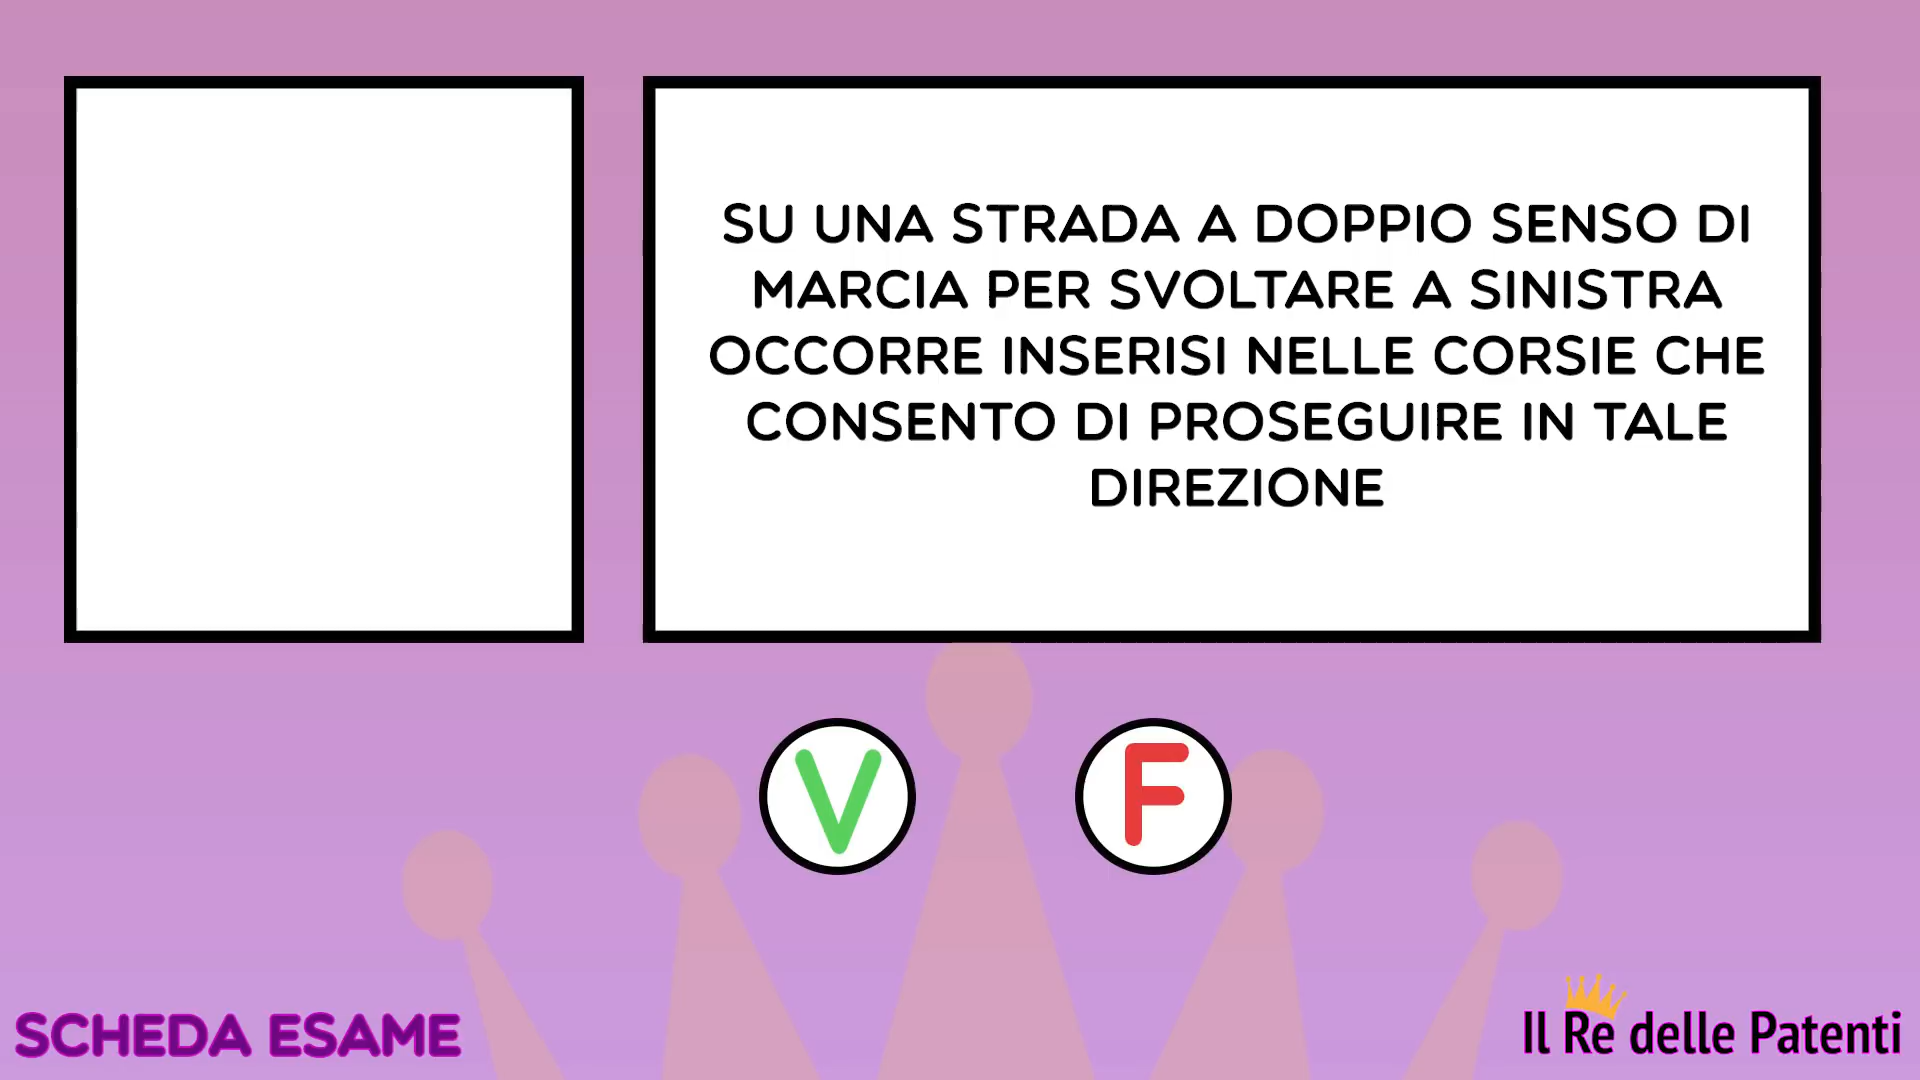 SU UNA STRADA A DOPPIO SENSO DI
MARCIA PER SVOLTARE A SINISTRA
OCCORRE INSERISI NELLE CORSIE CHE
CONSENTO DI PROSEGUIRE IN TALE
DIREZIONE
V F
SCHEDA ESAME
Il Re delle Patenti